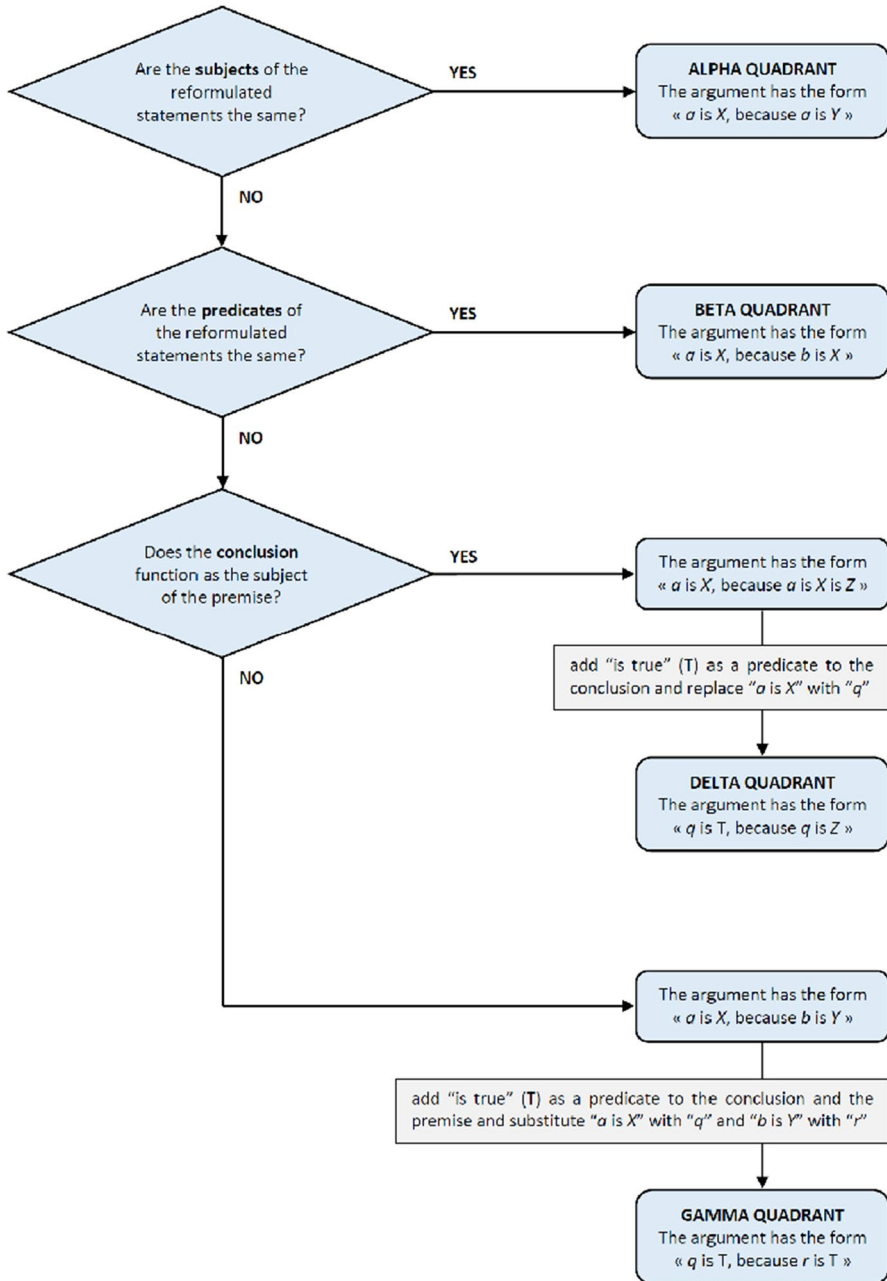 Are the subjects of the
reformulated
statements the same?
YES
ALPHA QUADRANT
The argument has the form
« a is X, because a is Y »
NO
Are the predicates of
the reformulated
statements the same?
YES
BETA QUADRANT
The argument has the form
« a is X, because b is X »
NO
Does the conclusion
function as the subject
of the premise?
YES
The argument has the form
« a is X, because a is X is Z »
add “is true” (T) as a predicate to the
conclusion and replace “a is X” with “q”
DELTA QUADRANT
The argument has the form
« q is T, because q is Z »
NO
The argument has the form
« a is X, because b is Y »
add “is true” (T) as a predicate to the conclusion and the
premise and substitute “a is X” with “q” and “b is Y” with “r”
GAMMA QUADRANT
The argument has the form
« q is T, because r is T »